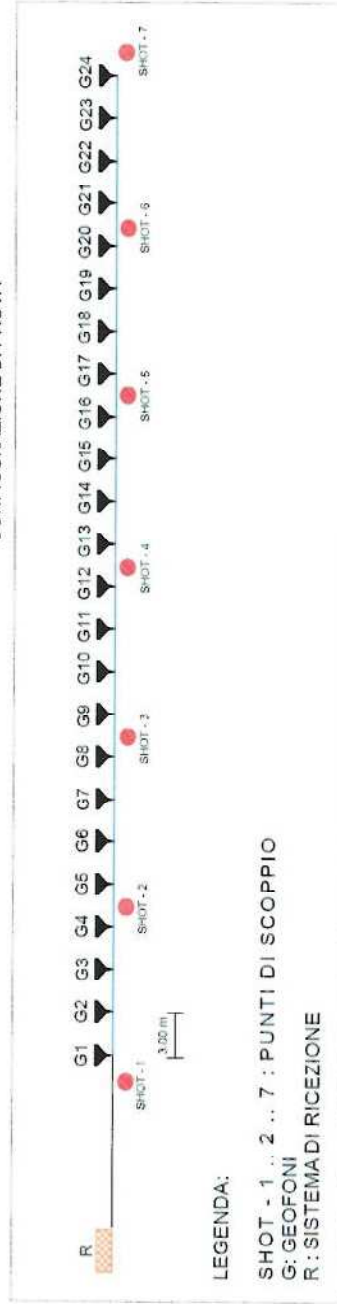 R G1 G2 G3 G4 G5 G6 G7 G8 G9 G10 G11 G12 G13 G14 G15 G16 G17 G18 G19 G20 G21 G22 G23 G24
SHOT - 1 SHOT - 2 SHOT - 3 SHOT - 4 SHOT - 5 SHOT - 6 SHOT - 7
3.00 m
LEGENDA:
SHOT - 1 .. 2 .. 7 : PUNTI DI SCOPPIO
G: GEOFONI
R : SISTEMA DI RICEZIONE